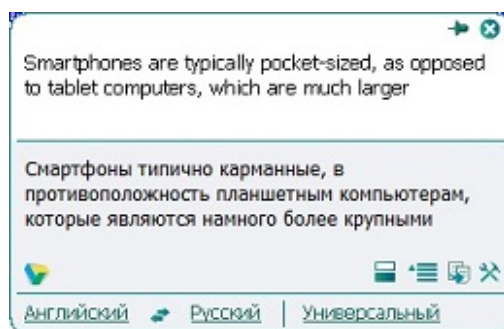 Smartphones are typically pocket-sized, as opposed
to tablet computers, which are much larger
Смартфоны типично карманные, в
противоположность планшетным компьютерам,
которые являются намного более крупными
Английский Русский Универсальный